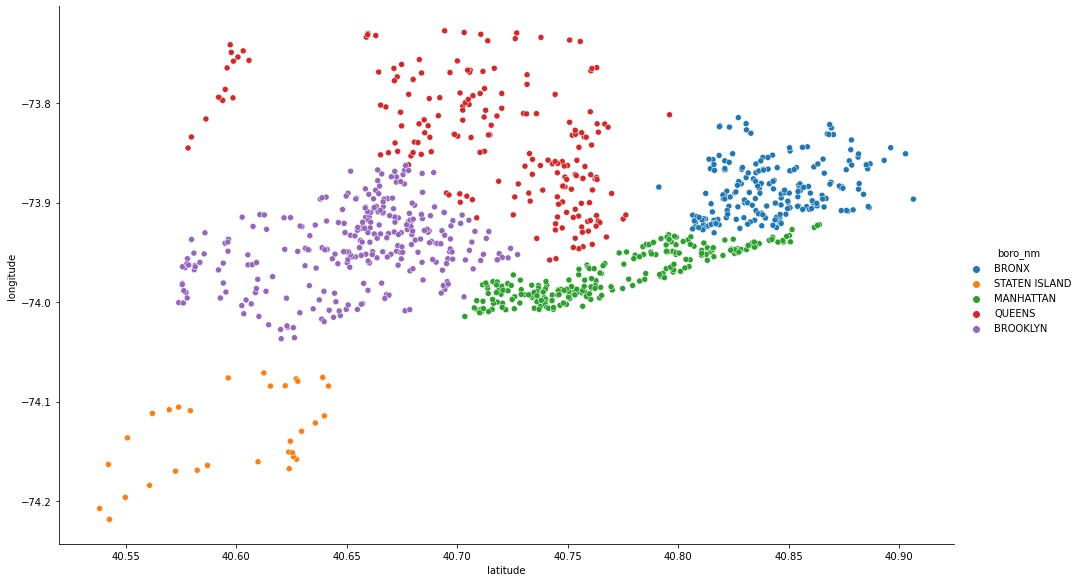 −73.8
−73.9
−74.0
−74.1
−74.2
longitude
40.55 40.60 40.65 40.70 40.75 40.80 40.85 40.90
latitude
boro_nm
BRONX
STATEN ISLAND
MANHATTAN
QUEENS
BROOKLYN